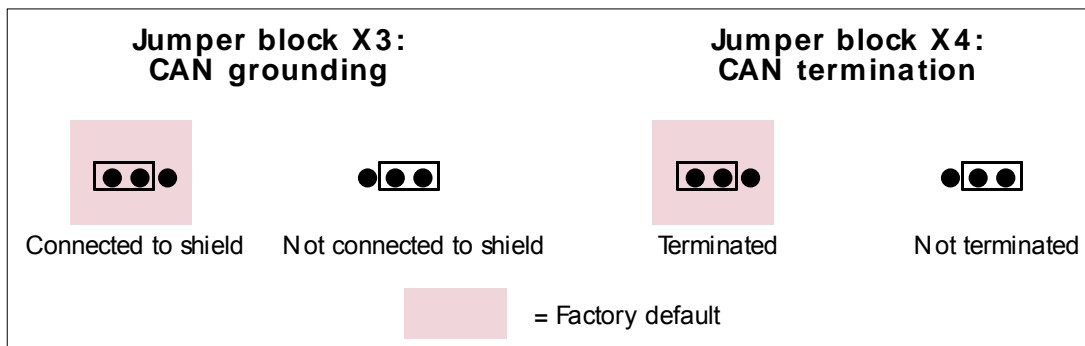 Jumper block X3:
CAN grounding
Jumper block X4:
CAN termination
Connected to shield
Not connected to shield
Terminated
Not terminated
= Factory default